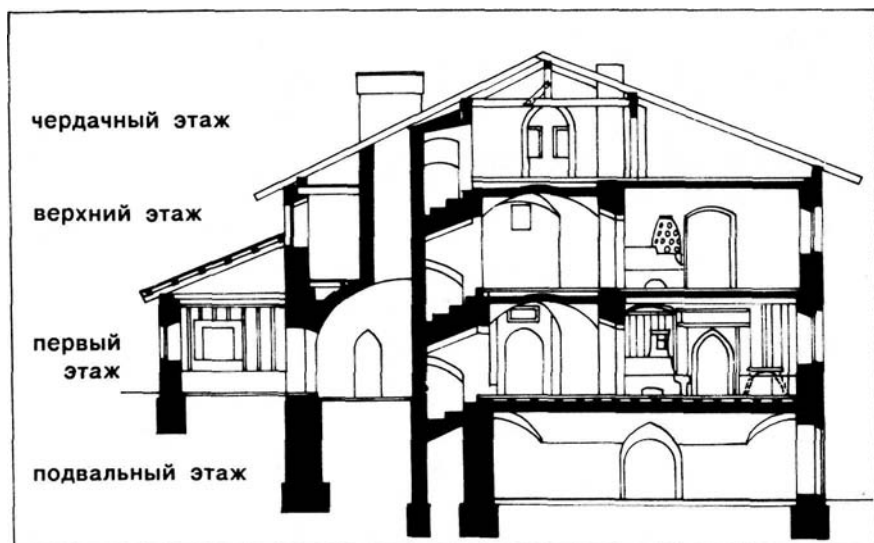 чердачный этаж
верхний этаж
первый
этаж
подвальный этаж